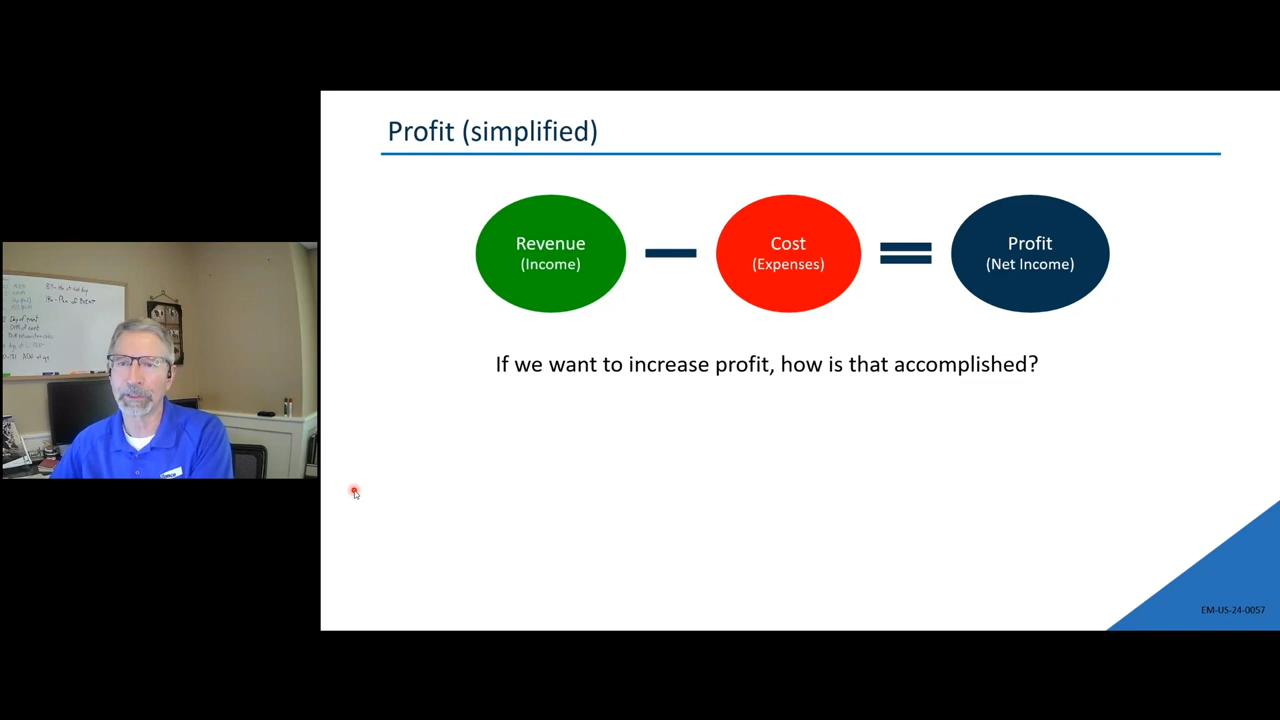 Profit (simplified)
Revenue
(Income)
Cost
(Expenses)
Profit
(Net Income)
If we want to increase profit, how is that accomplished?
EM-US-24-0057